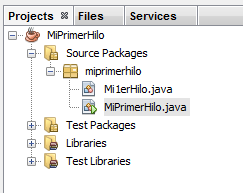 Projects Files Services
MiPrimerHilo
Source Packages
miprimerhilo
Mi1erHilo.java
MiPrimerHilo.java
Test Packages
Libraries
Test Libraries